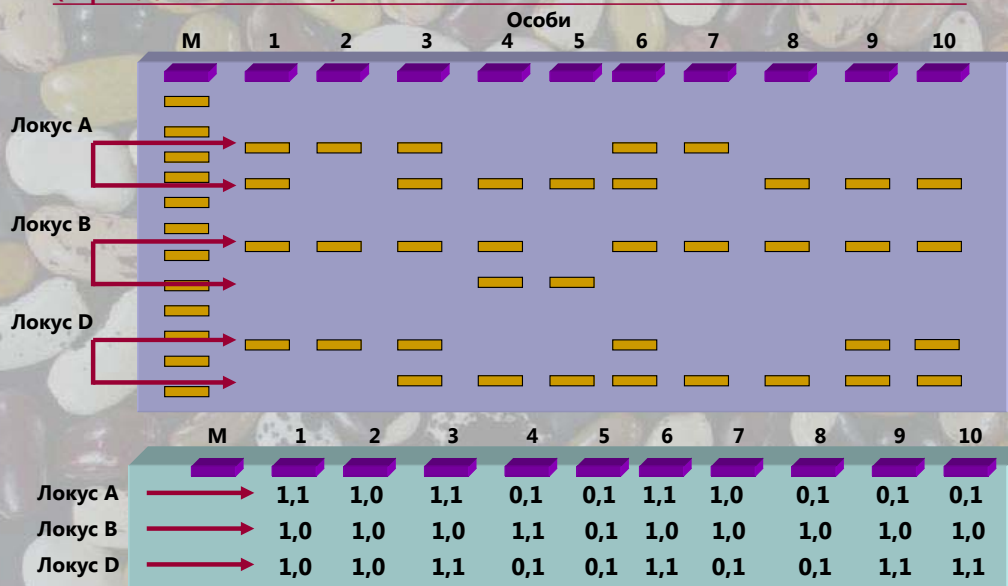 Особи
М 1 2 3 4 5 6 7 8 9 10
Локус А
Локус В
Локус D
М 1 2 3 4 5 6 7 8 9 10
Локус А 1,1 1,0 1,1 0,1 0,1 1,1 1,0 0,1 0,1 0,1
Локус В 1,0 1,0 1,0 1,1 0,1 1,0 1,0 1,0 1,0 1,0
Локус D 1,0 1,0 1,1 0,1 0,1 1,1 0,1 0,1 1,1 1,1